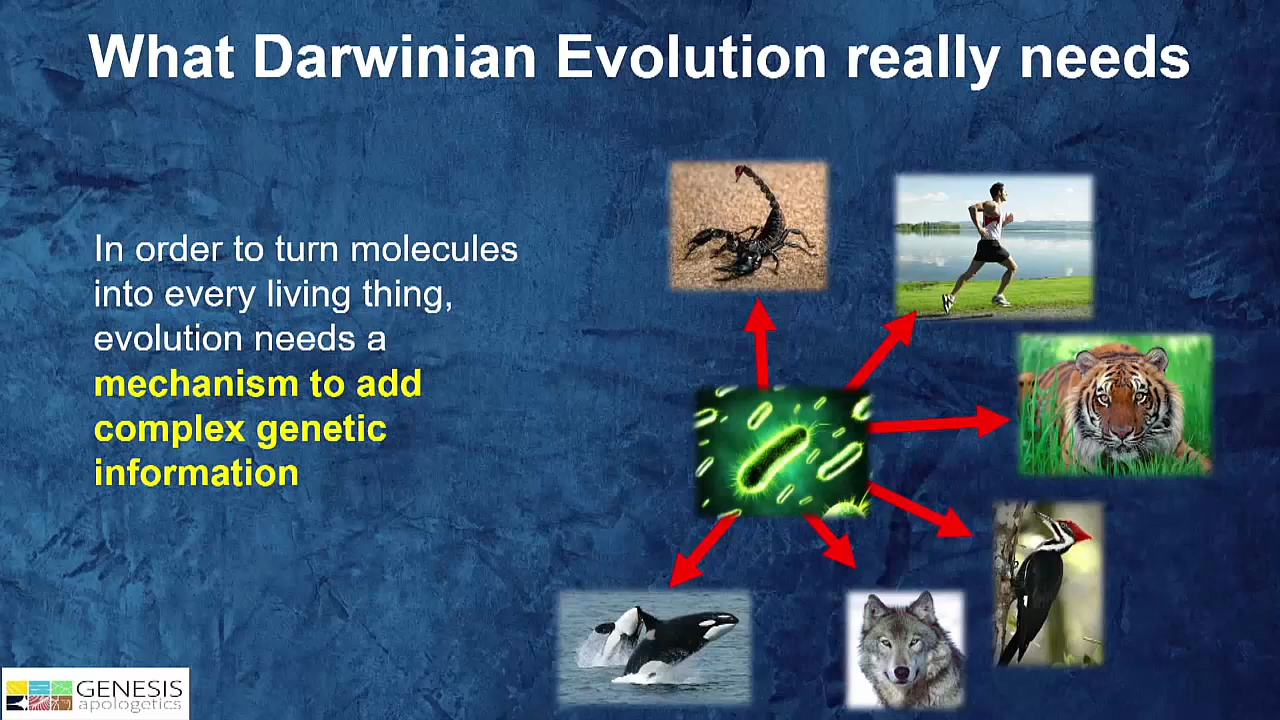 What Darwinian Evolution really needs
In order to turn molecules
into every living thing,
evolution needs a
mechanism to add
complex genetic
information
GENESIS
apologetics